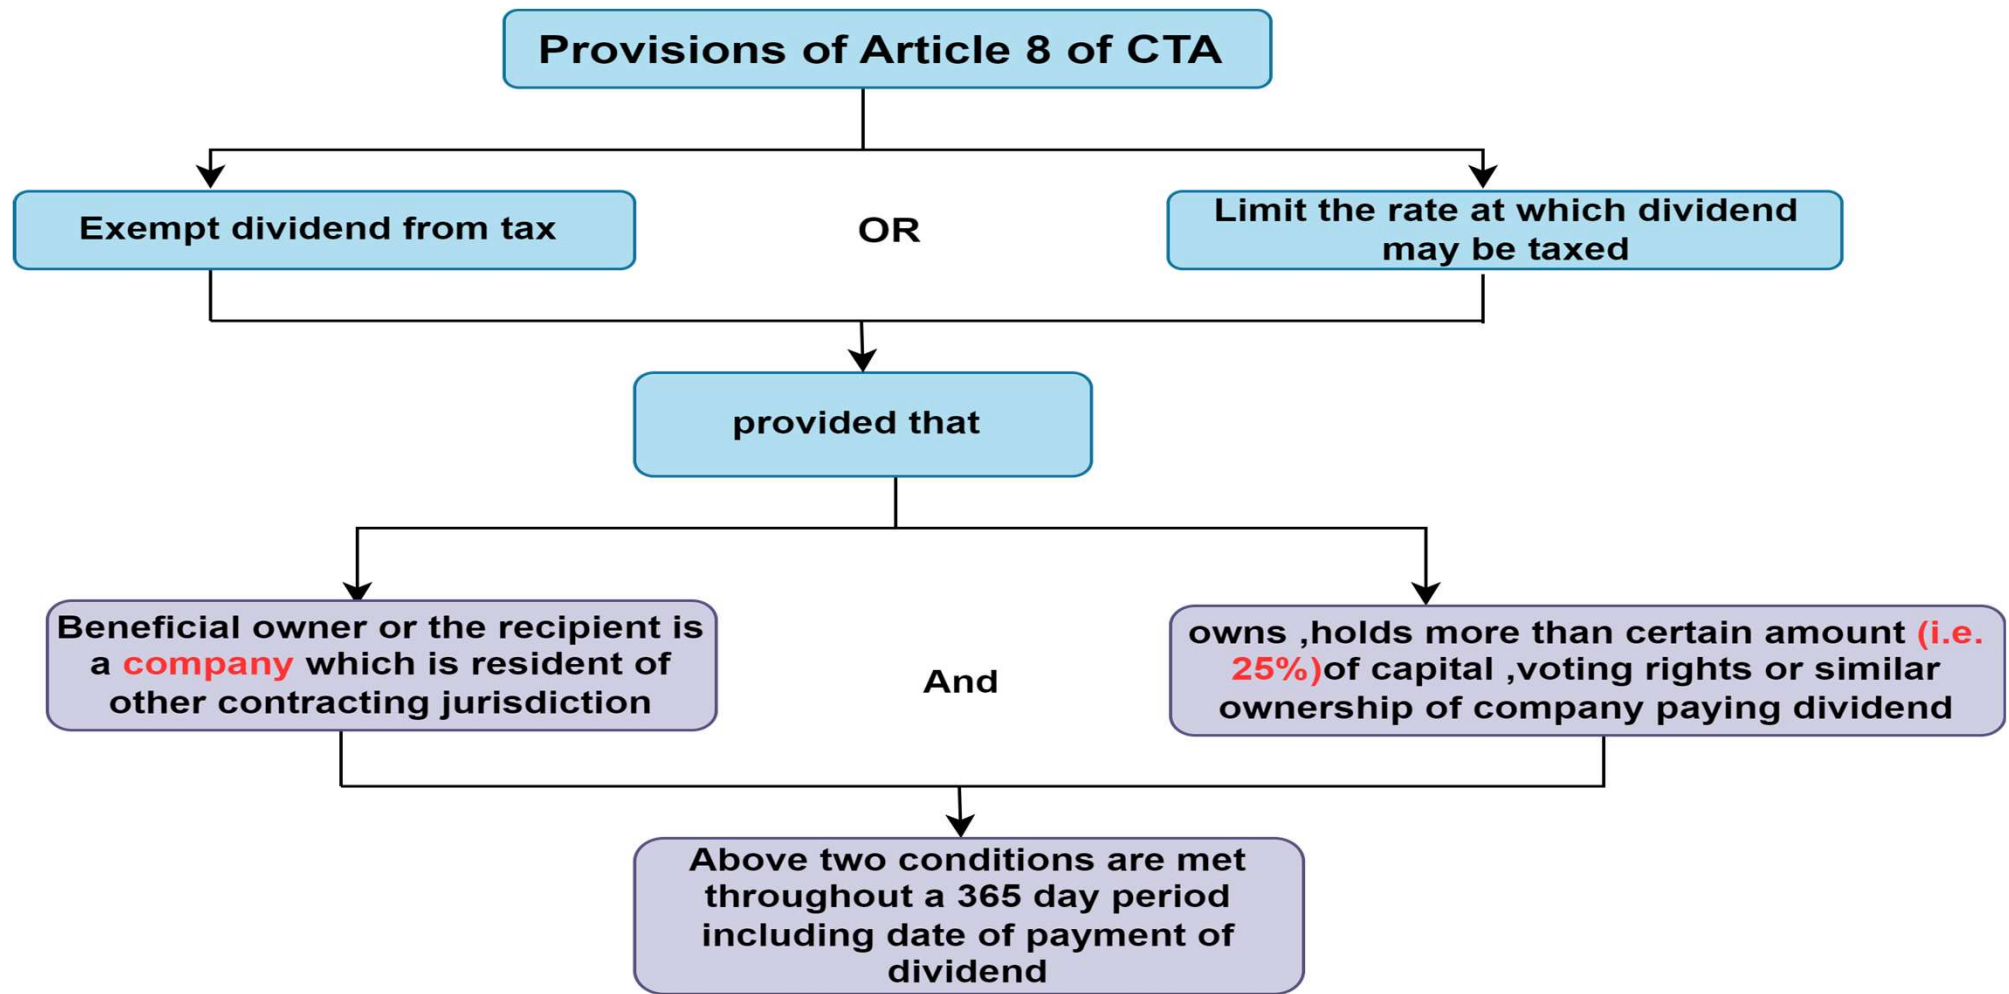 Provisions of Article 8 of CTA
Exempt dividend from tax
OR
Limit the rate at which dividend
may be taxed
provided that
Beneficial owner or the recipient is
a company which is resident of
other contracting jurisdiction
And
owns ,holds more than certain amount (i.e.
25%)of capital ,voting rights or similar
ownership of company paying dividend
Above two conditions are met
throughout a 365 day period
including date of payment of
dividend